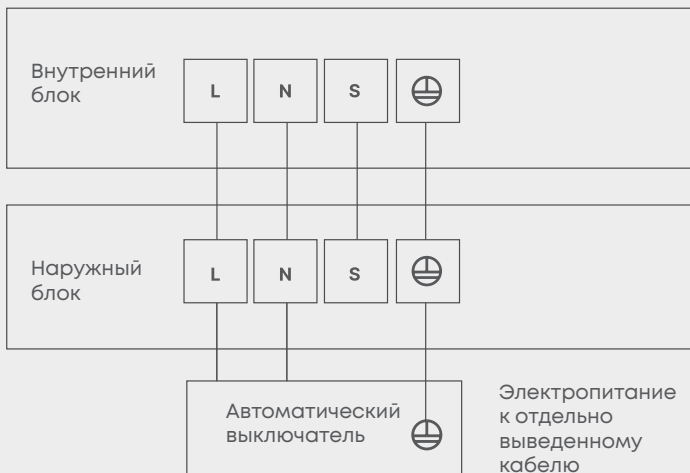 Внутренний
блок
L N S
Наружный
блок
L N S
Автоматический
выключатель
Электропитание
к отдельно
выведенному
кабелю